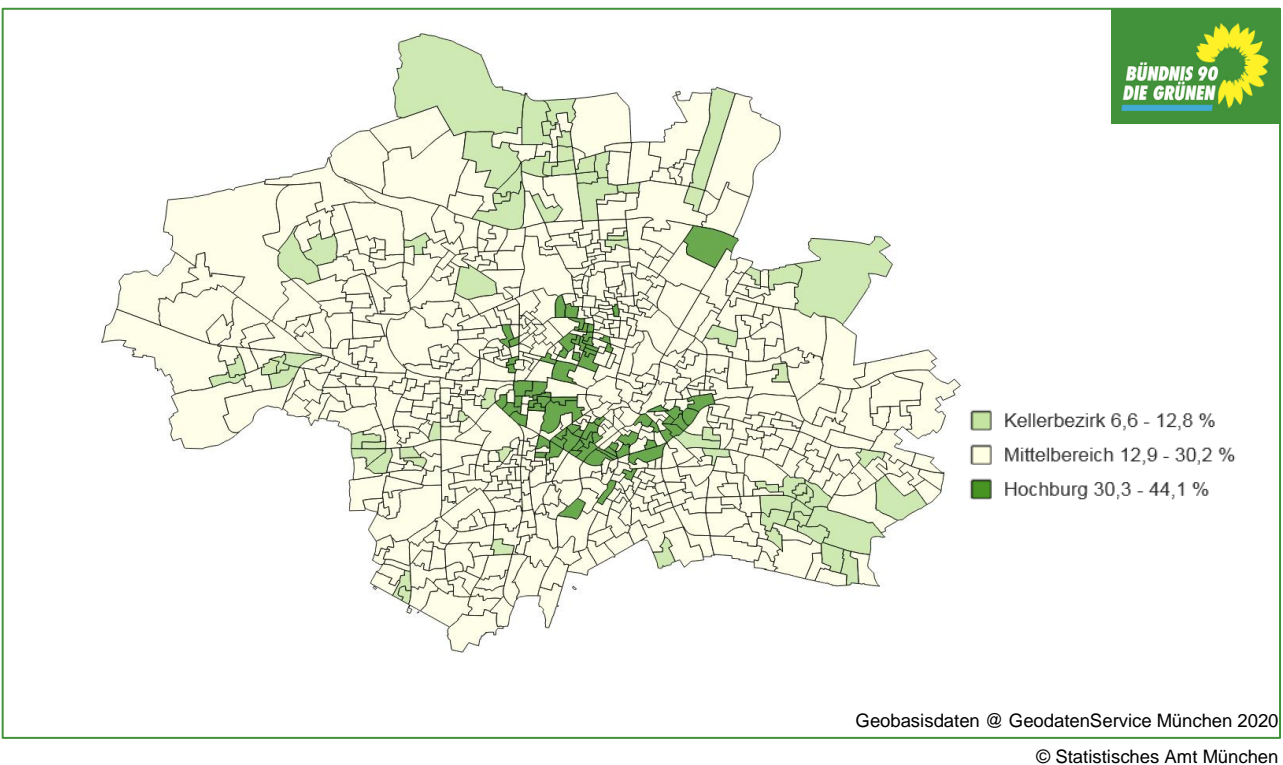 BÜNDNIS 90
DIE GRÜNEN
Kellerbezirk 6,6 - 12,8 %
Mittelbereich 12,9 - 30,2 %
Hochburg 30,3 - 44,1 %
Geobasisdaten @ GeodatenService München 2020
© Statistisches Amt München